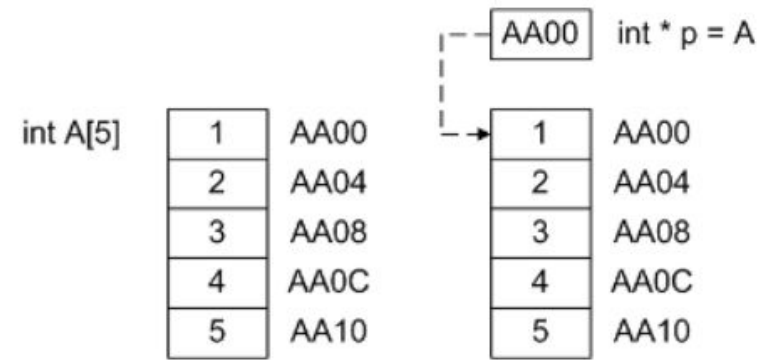 AA00 int * p = A
int A[5] 1 AA00 1 AA00
2 AA04 2 AA04
3 AA08 3 AA08
4 AA0C 4 AA0C
5 AA10 5 AA10